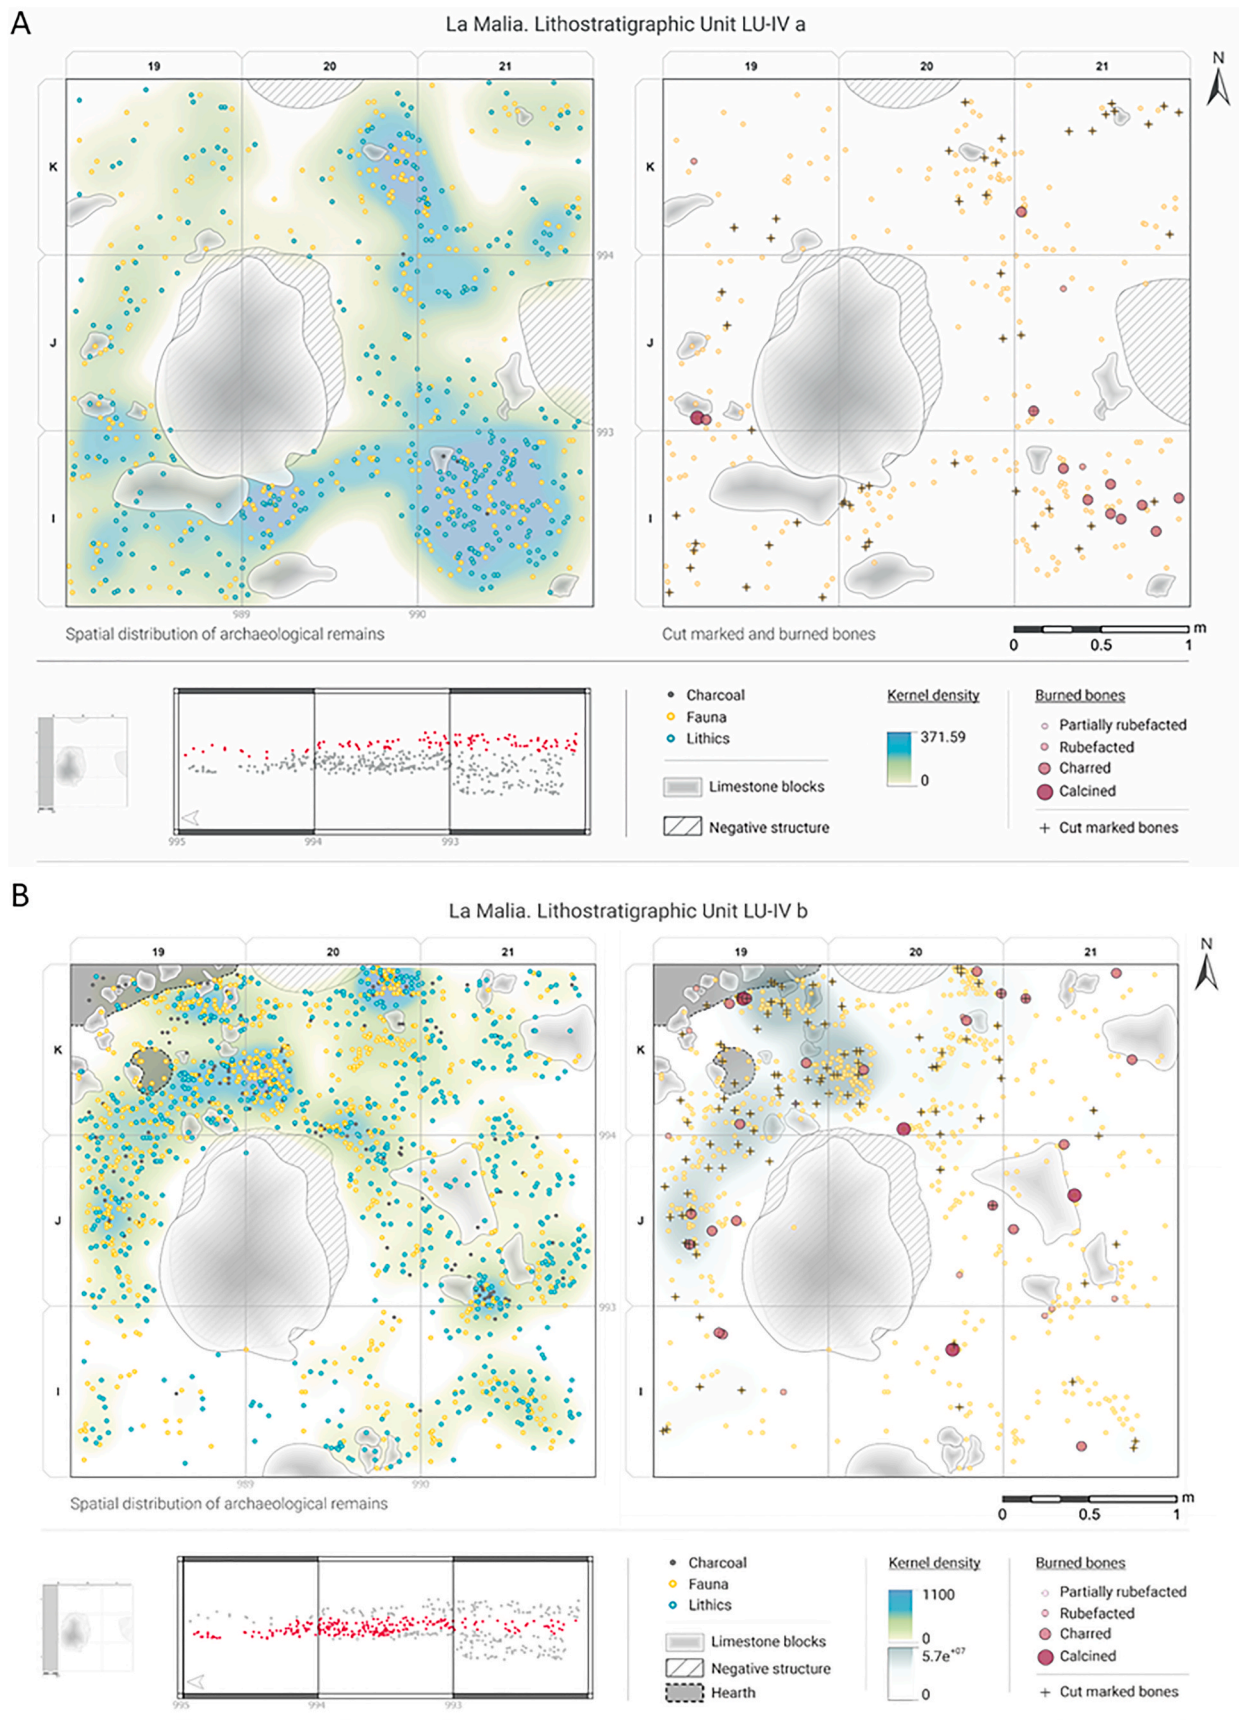 A
La Malia. Lithostratigraphic Unit LU-IV a
19 20 21 19 20 21 N
K K
994
J J
993
I I
989 990
Spatial distribution of archaeological remains Cut marked and burned bones
m
0 0.5 1
Charcoal Kernel density Burned bones
Fauna 371.59 Partially rubefacted
Lithics Rubefacted
0 Charred
Limestone blocks Calcined
Negative structure Cut marked bones
995 994 993
B
La Malia. Lithostratigraphic Unit LU-IV b
19 20 21 19 20 21 N
K K
994
J J
993
I I
989 990
Spatial distribution of archaeological remains
m
0 0.5 1
Charcoal Kernel density Burned bones
Fauna 1100 Partially rubefacted
Lithics Rubefacted
0 Charred
Limestone blocks 5.7e+07 Calcined
Negative structure
Hearth 0 Cut marked bones
995 994 993